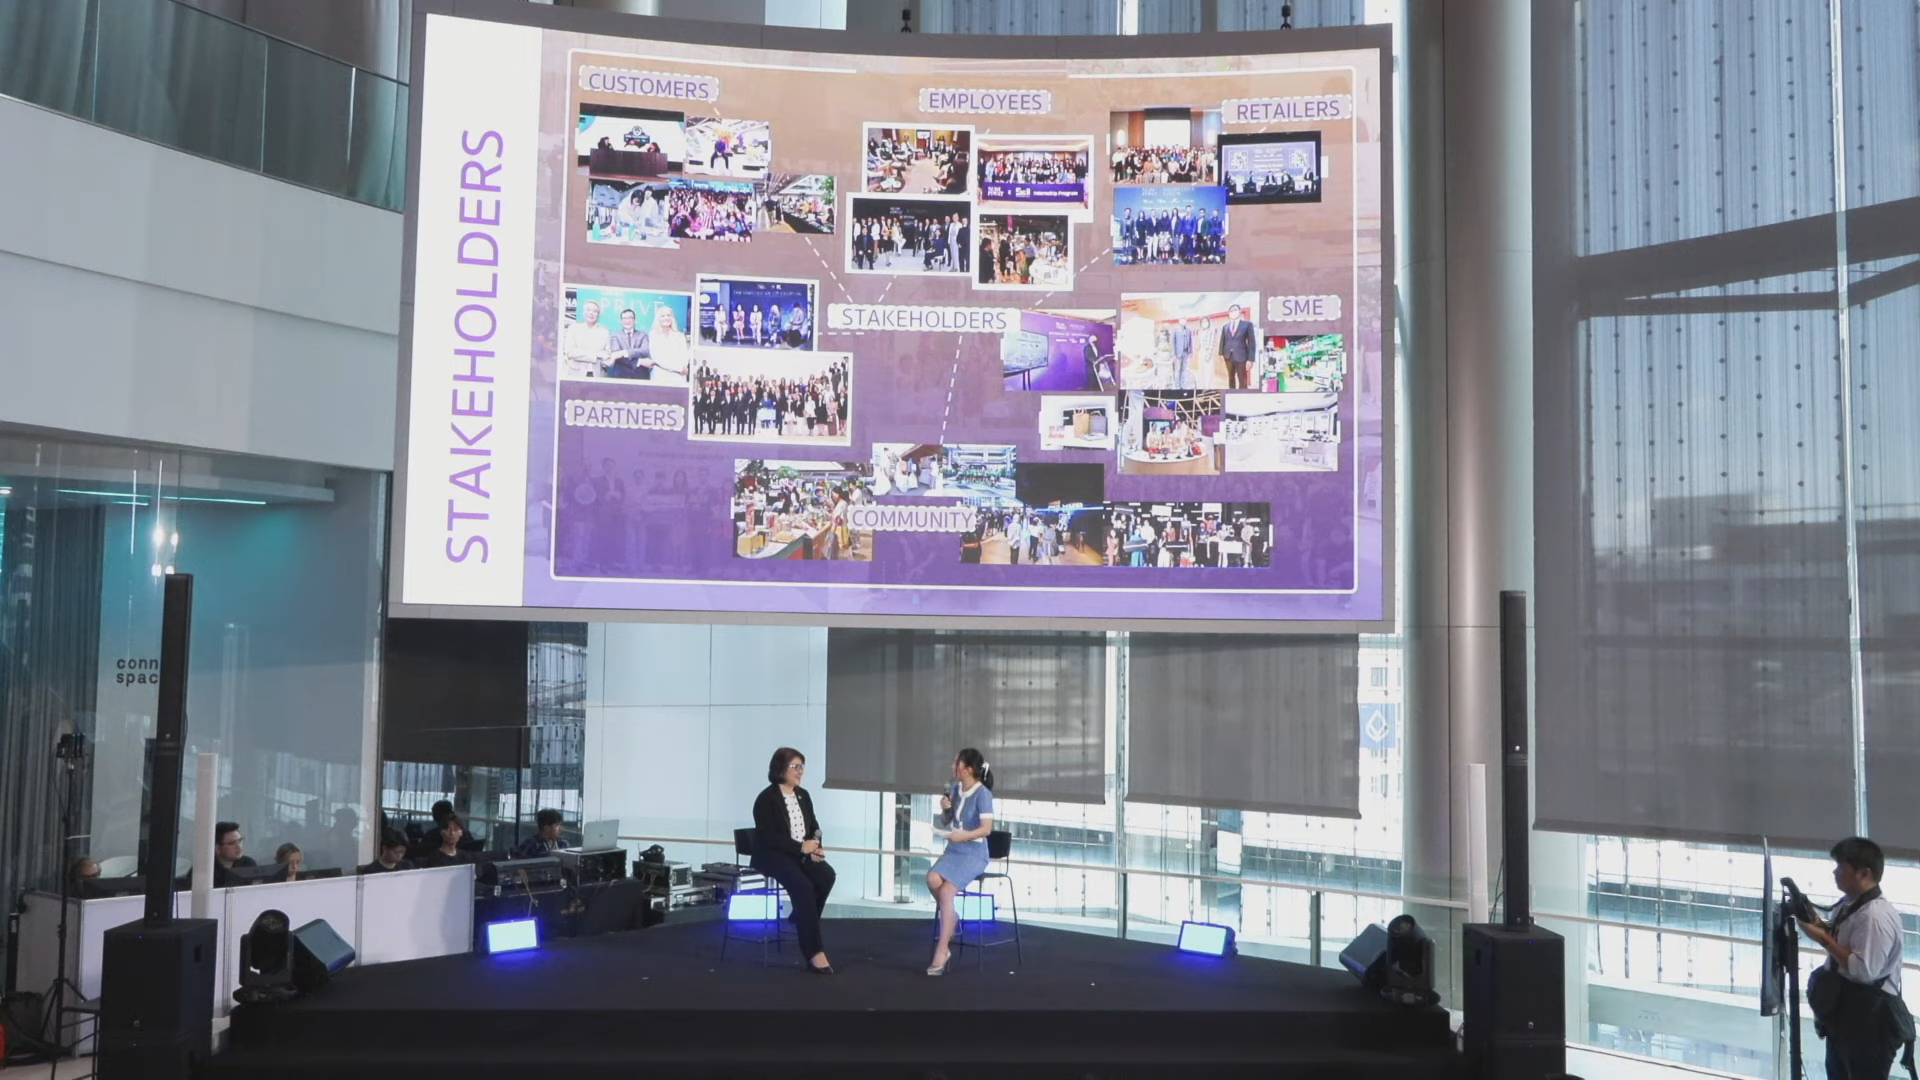 STAKEHOLDERS
CUSTOMERS
EMPLOYEES
RETAILERS
Internship Program
PRIVÉ
STAKEHOLDERS
SME
PARTNERS
COMMUNITY
conn
spac